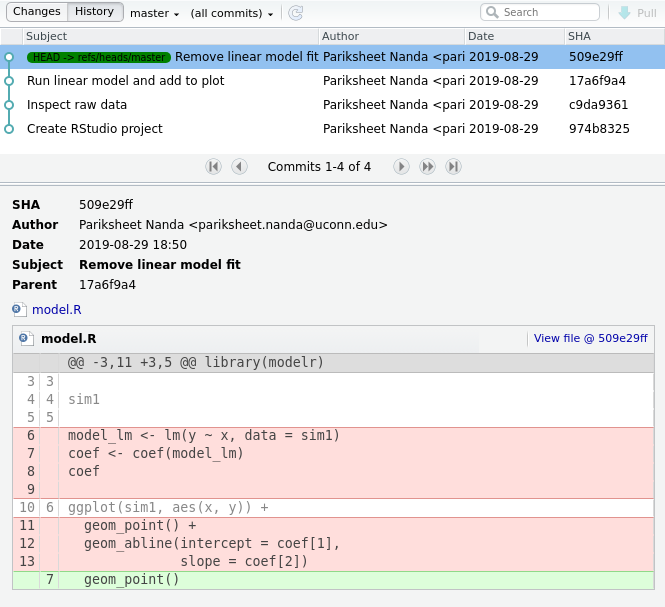 Changes History master (all commits) Search Pull
Subject Author Date SHA
HEAD -> refs/heads/master Remove linear model fit Pariksheet Nanda <pari 2019-08-29 509e29ff
Run linear model and add to plot Pariksheet Nanda <pari 2019-08-29 17a6f9a4
Inspect raw data Pariksheet Nanda <pari 2019-08-29 c9da9361
Create RStudio project Pariksheet Nanda <pari 2019-08-29 974b8325
Commits 1-4 of 4
SHA 509e29ff
Author Pariksheet Nanda <pariksheet.nanda@uconn.edu>
Date 2019-08-29 18:50
Subject Remove linear model fit
Parent 17a6f9a4
model.R
model.R View file @ 509e29ff
@@ -3,11 +3,5 @@ library(modelr)
3 3
4 4 sim1
5 5
6 model_lm <- lm(y ~ x, data = sim1)
7 coef <- coef(model_lm)
8 coef
9
10 6 ggplot(sim1, aes(x, y)) +
11 geom_point() +
12 geom_abline(intercept = coef[1],
13 slope = coef[2])
7 geom_point()